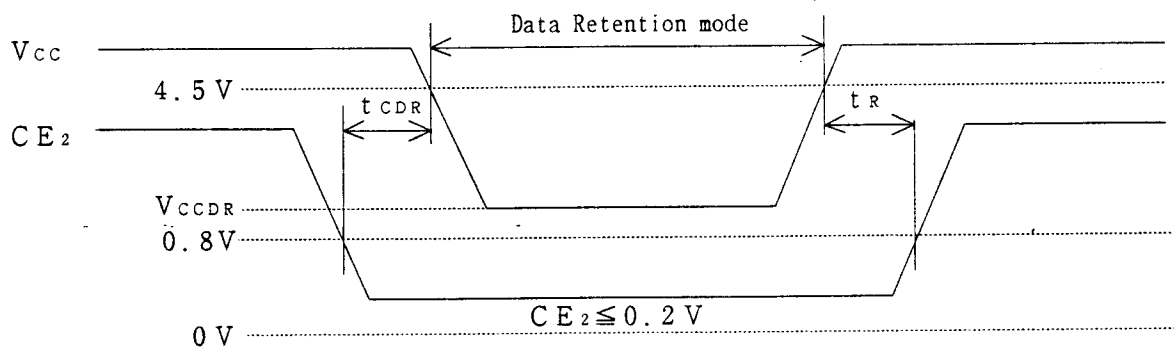 Data Retention mode
Vcc
4.5V
tCDR
tR
CE₂
VCCDR
0.8V
CE₂≦0.2V
0V